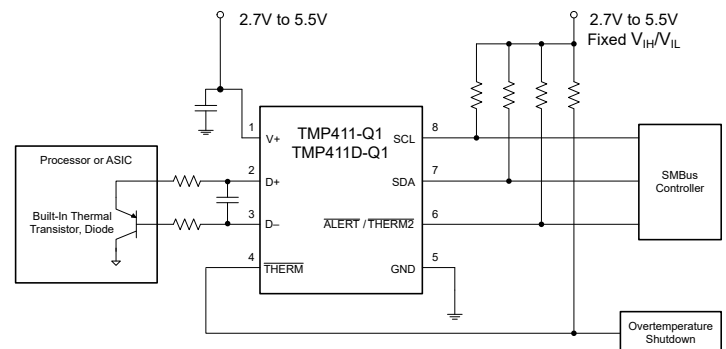 2.7V to 5.5V
2.7V to 5.5V
Fixed VIH/VIL
TMP411-Q1
TMP411D-Q1
1
V+
SCL
8
Processor or ASIC
2
D+
SDA
7
SMBus
Controller
Built-In Thermal
Transistor, Diode
3
D–
ALERT / THERM2
6
4
THERM
GND
5
Overtemperature
Shutdown